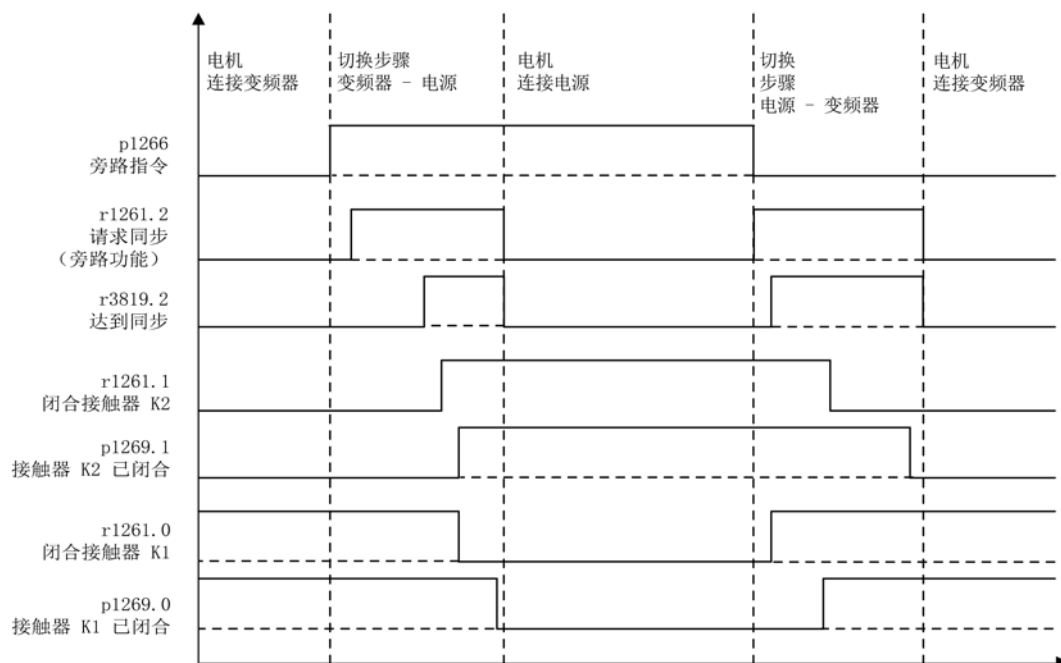 电机
连接变频器
切换步骤
变频器 - 电源
电机
连接电源
切换
步骤
电源 - 变频器
电机
连接变频器
p1266
旁路指令
r1261.2
请求同步
（旁路功能）
r3819.2
达到同步
r1261.1
闭合接触器 K2
p1269.1
接触器 K2 已闭合
r1261.0
闭合接触器 K1
p1269.0
接触器 K1 已闭合